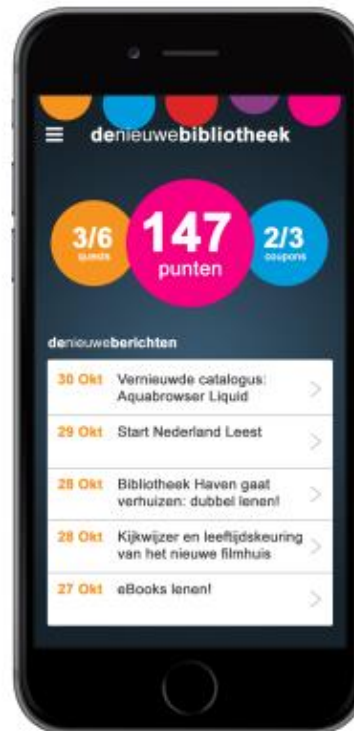 denieuwebibliotheek
3/6
quests
147
punten
2/3
coupons
denieuweberichten
30 Okt Vernieuwde catalogus:
Aquabrowser Liquid
29 Okt Start Nederland Leest
28 Okt Bibliotheek Haven gaat
verhuizen: dubbel lenen!
28 Okt Kijkwijzer en leeftijdskeuring
van het nieuwe filmhuis
27 Okt eBooks lenen!